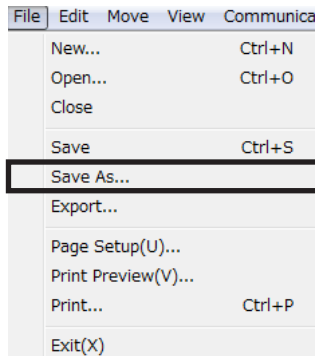 File Edit Move View Communica
New... Ctrl+N
Open... Ctrl+O
Close
Save Ctrl+S
Save As...
Export...
Page Setup(U)...
Print Preview(V)...
Print... Ctrl+P
Exit(X)